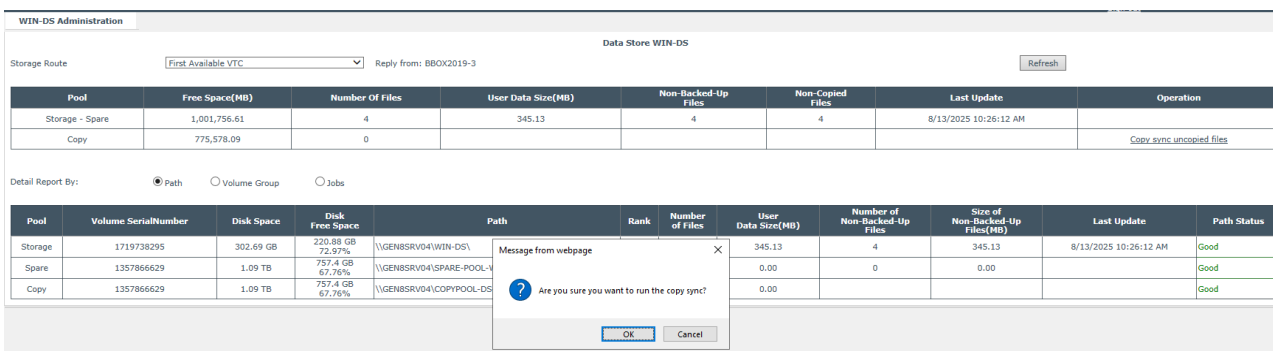 WIN-DS Administration
Data Store WIN-DS
Storage Route First Available VTC Reply from: BBOX2019-3 Refresh
Pool Free Space(MB) Number Of Files User Data Size(MB) Non-Backed-Up Files Non-Copied Files Last Update Operation
Storage - Spare 1,001,756.61 4 345.13 4 4 8/13/2025 10:26:12 AM
Copy 775,578.09 0 Copy sync uncopied files
Detail Report By: Path Volume Group Jobs
Pool Volume SerialNumber Disk Space Disk Free Space Path Rank Number of Files User Data Size(MB) Number of Non-Backed-Up Files Size of Non-Backed-Up Files(MB) Last Update Path Status
Storage 1719738295 302.69 GB 220.88 GB 72.97% \\GEN8SRV04\WIN-DS\ 345.13 4 345.13 8/13/2025 10:26:12 AM Good
Spare 1357866629 1.09 TB 757.4 GB 67.76% \\GEN8SRV04\SPARE-POOL-W 0.00 0 0.00 Good
Copy 1357866629 1.09 TB 757.4 GB 67.76% \\GEN8SRV04\COPYPOOL-DS 0.00 Good
Message from webpage
Are you sure you want to run the copy sync?
OK Cancel